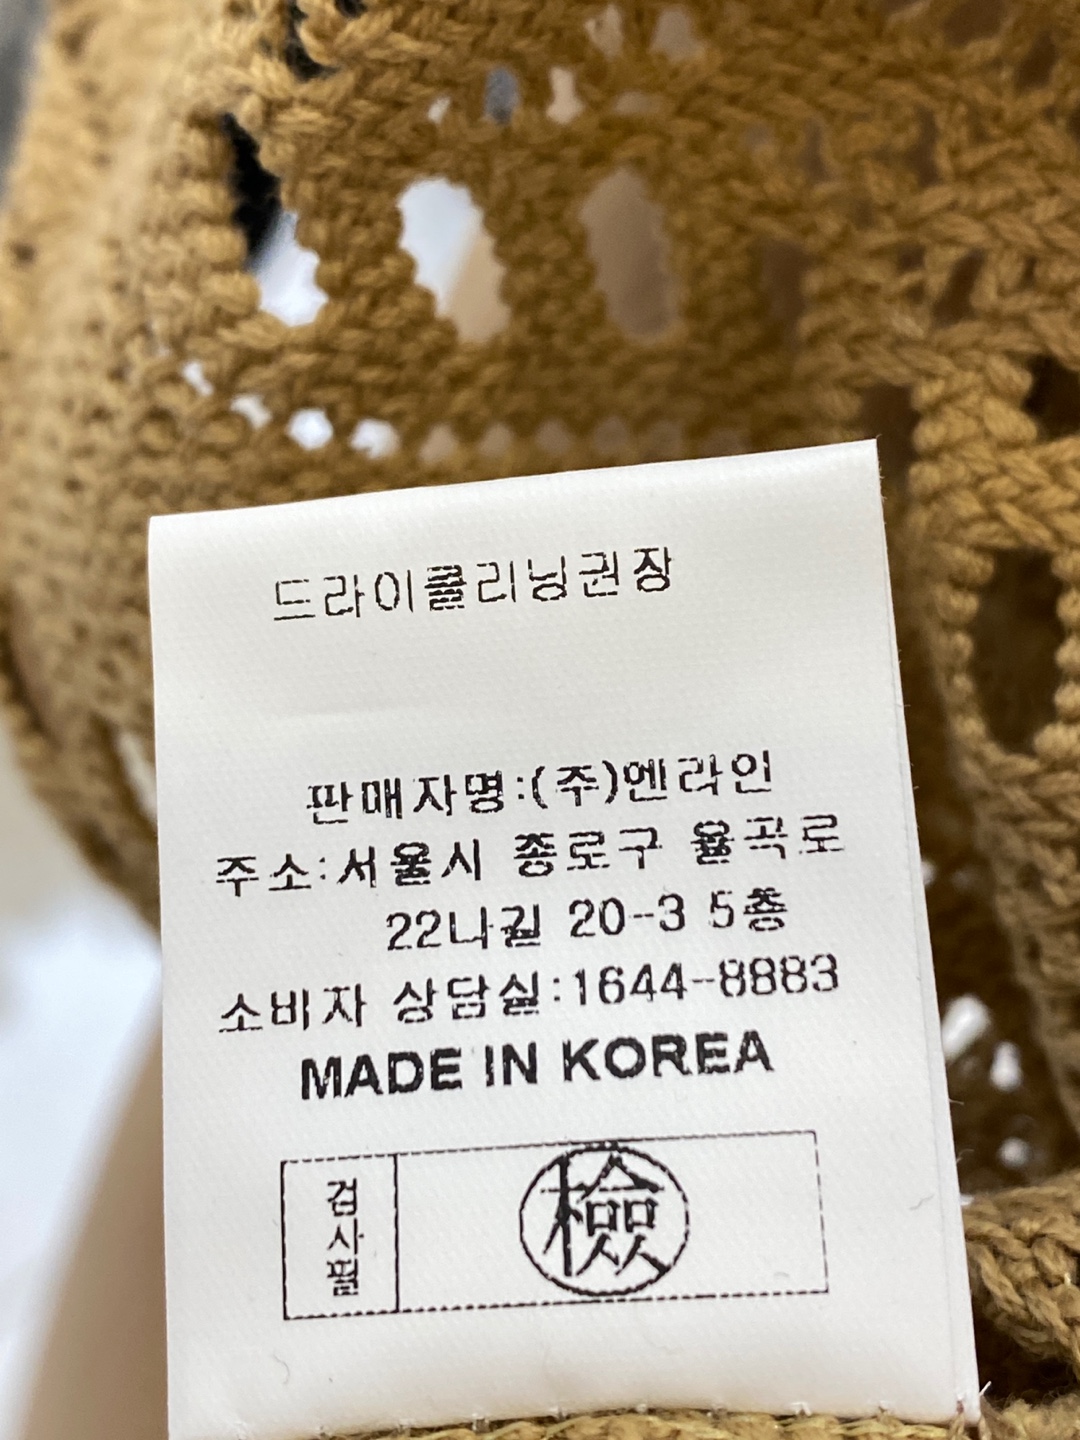 드라이클리닝권장
판매자명:(주)엔라인
주소:서울시 종로구 율곡로
22나길 20-3 5층
소비자 상담실:1644-8883
MADE IN KOREA
검사필
檢